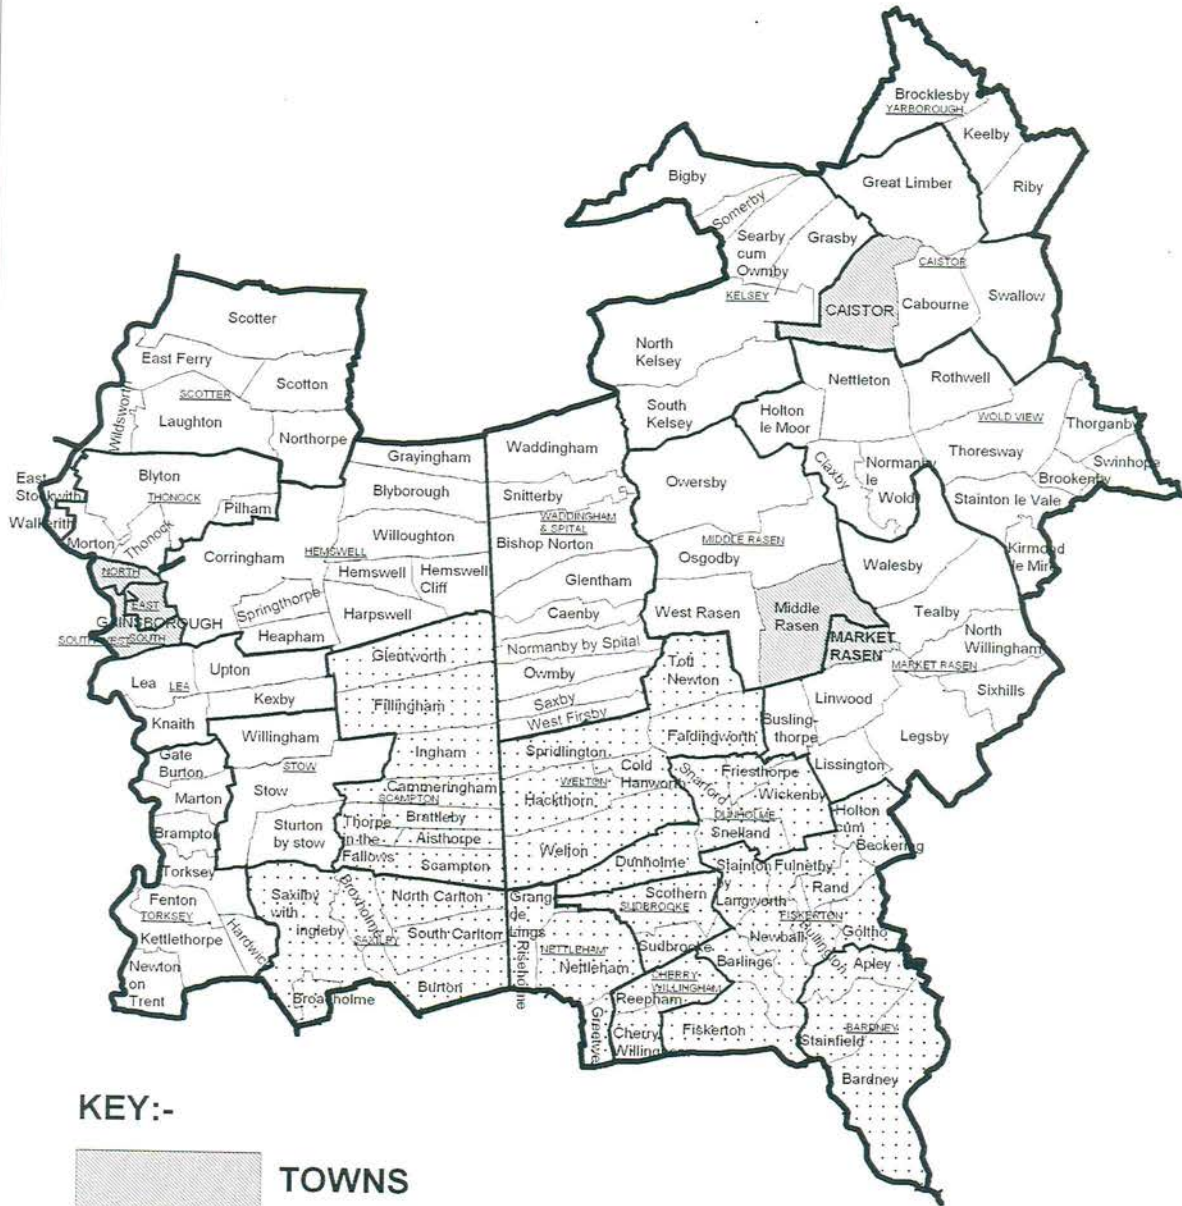 Brocklesby
YARBOROUGH
Keelby
Great Limber
Riby
Bigby
Somerby
Searby
cum
Owmby
Grasby
KELSEY
CAISTOR
CAISTOR
Cabourne
Swallow
Scotter
East Ferry
Scotton
SCOTTER
Wildsworth
Laughton
Northorpe
North
Kelsey
South
Kelsey
Holton
le Moor
Nettleton
Rothwell
WOLD VIEW
Thorganby
Thoresway
Swinhope
Brookenby
Stainton le Vale
Claxby
Normanby
le
Wold
Kirmond
le Mire
Grayingham
Waddingham
East
Stockwith
Blyton
THONOCK
Pilham
Walkerith
Morton
Thonock
Blyborough
Snitterby
WADDINGHAM
& SPITAL
Owersby
Willoughton
Bishop Norton
MIDDLE RASEN
Osgodby
Walesby
Corringham
HEMSWELL
Hemswell
Hemswell
Cliff
Glentham
Springthorpe
Harpswell
Caenby
West Rasen
Middle
Rasen
Tealby
North
Willingham
NORTH
EAST
GAINSBOROUGH
SOUTH WEST
SOUTH
Heapham
Normanby by Spital
MARKET
RASEN
MARKET RASEN
Glentworth
Toft
Newton
Upton
Lea
LEA
Kexby
Owmby
Linwood
Sixhills
Fillingham
Saxby
West Firsby
Knaith
Willingham
Busling-
thorpe
Legsby
Faldingworth
Gate
Burton
Ingham
Spridlington
STOW
Cold
Hanworth
Lissington
Friesthorpe
Snarford
Wickenby
Marton
Stow
Cammeringham
SCAMPTON
WELTON
Hackthorn
DUNHOLME
Holton
cum
Beckering
Brampton
Sturton
by stow
Thorpe
in the
Fallows
Brattleby
Aisthorpe
Scampton
Snelland
Welton
Dunholme
Torksey
Stainton
by
Langworth
Fulnetby
Rand
Fenton
TORKSEY
Kettlethorpe
Hardwick
Saxilby
with
Ingleby
Broxholme
SAXILBY
North Carlton
South Carlton
Grange
de
Lings
Riseholme
Scothern
SUDBROOKE
Sudbrooke
FISKERTON
Goltho
Newball
Bullington
NETTLEHAM
Nettleham
Barlings
Apley
Newton
on
Trent
Broadholme
Burton
CHERRY
WILLINGHAM
Reepham
Greetwell
Cherry
Willingham
Fiskerton
Stainfield
BARDNEY
Bardney
KEY:-
TOWNS